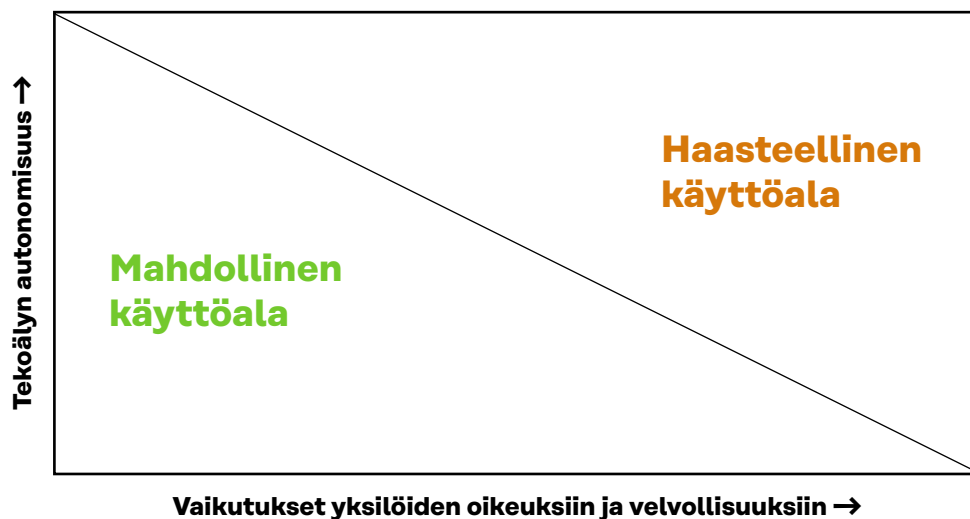 Tekoälyn autonomisuus →
Haasteellinen
käyttöala
Mahdollinen
käyttöala
Vaikutukset yksilöiden oikeuksiin ja velvollisuuksiin →